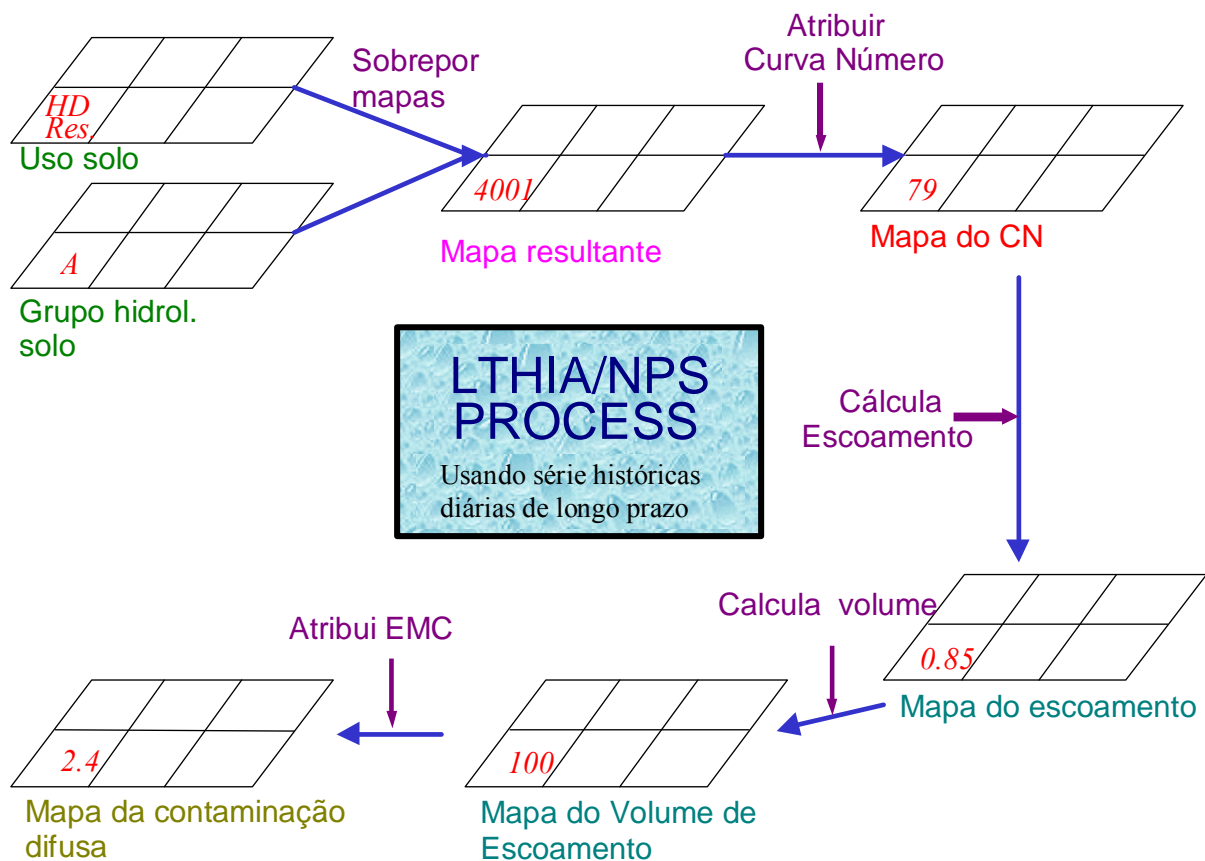 Atribuir
Curva Número
Sobrepor
mapas
HD
Res.
Uso solo
4001
79
Mapa resultante
Mapa do CN
A
Grupo hidrol.
solo
LTHIA/NPS
PROCESS
Usando série históricas
diárias de longo prazo
Cálcula
Escoamento
Calcula volume
Atribui EMC
0.85
Mapa do escoamento
100
Mapa do Volume de
Escoamento
2.4
Mapa da contaminação
difusa